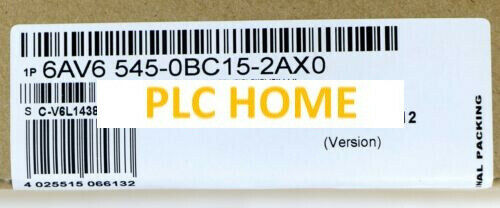 1P 6AV6 545-0BC15-2AX0
S C-V6L1438
PLC HOME
12
(Version)
4 025515 066132
NAL PACKING